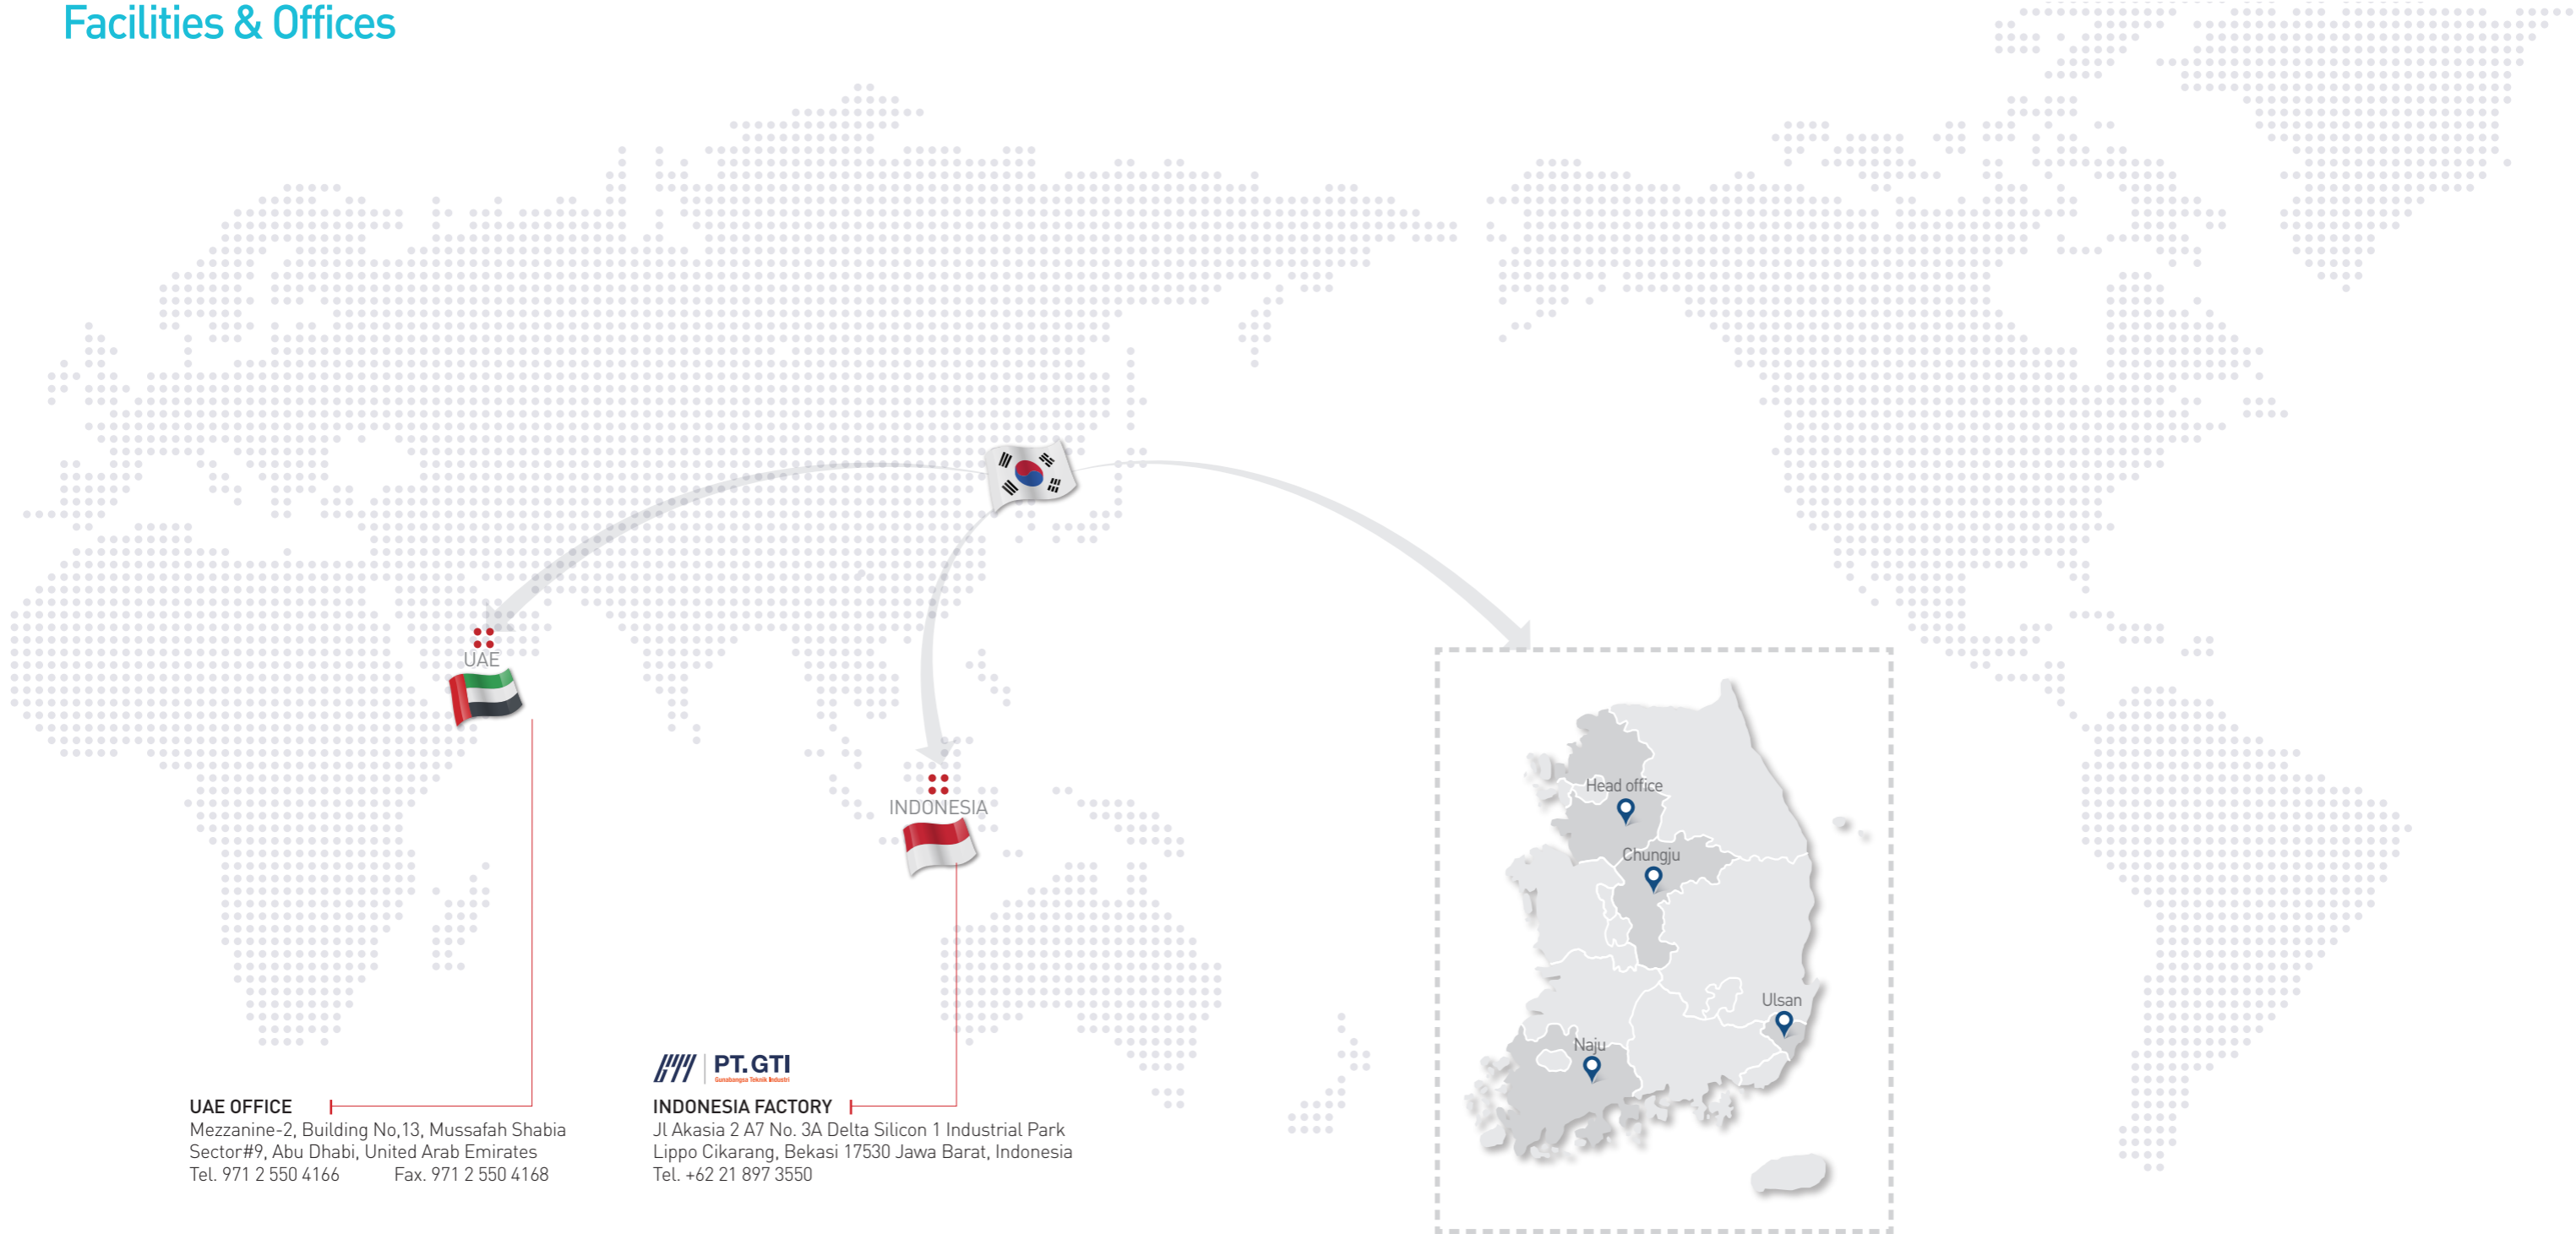 Facilities & Offices
UAE
INDONESIA
Head office
Chungju
Ulsan
Naju
UAE OFFICE
Mezzanine-2, Building No,13, Mussafah Shabia
Sector#9, Abu Dhabi, United Arab Emirates
Tel. 971 2 550 4166 Fax. 971 2 550 4168
PT.GTI
Gunabangsa Teknik Industri
INDONESIA FACTORY
Jl Akasia 2 A7 No. 3A Delta Silicon 1 Industrial Park
Lippo Cikarang, Bekasi 17530 Jawa Barat, Indonesia
Tel. +62 21 897 3550